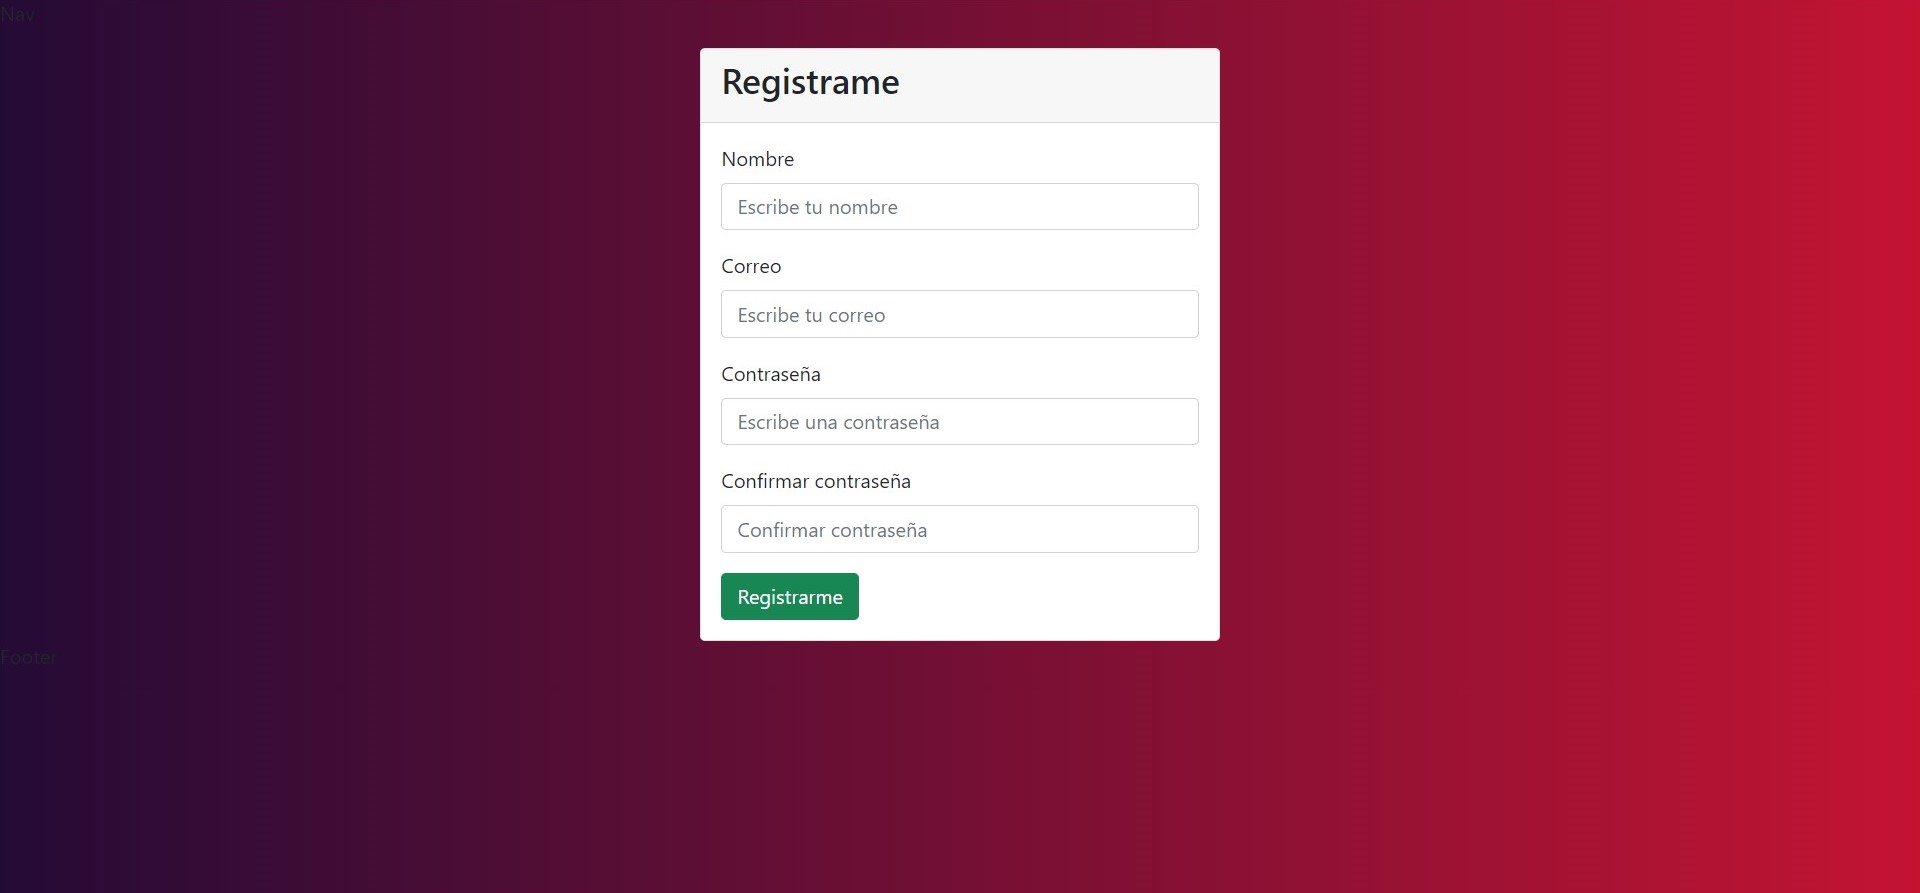 Nav
Registrame
Nombre
Escribe tu nombre
Correo
Escribe tu correo
Contraseña
Escribe una contraseña
Confirmar contraseña
Confirmar contraseña
Registrarme
Footer